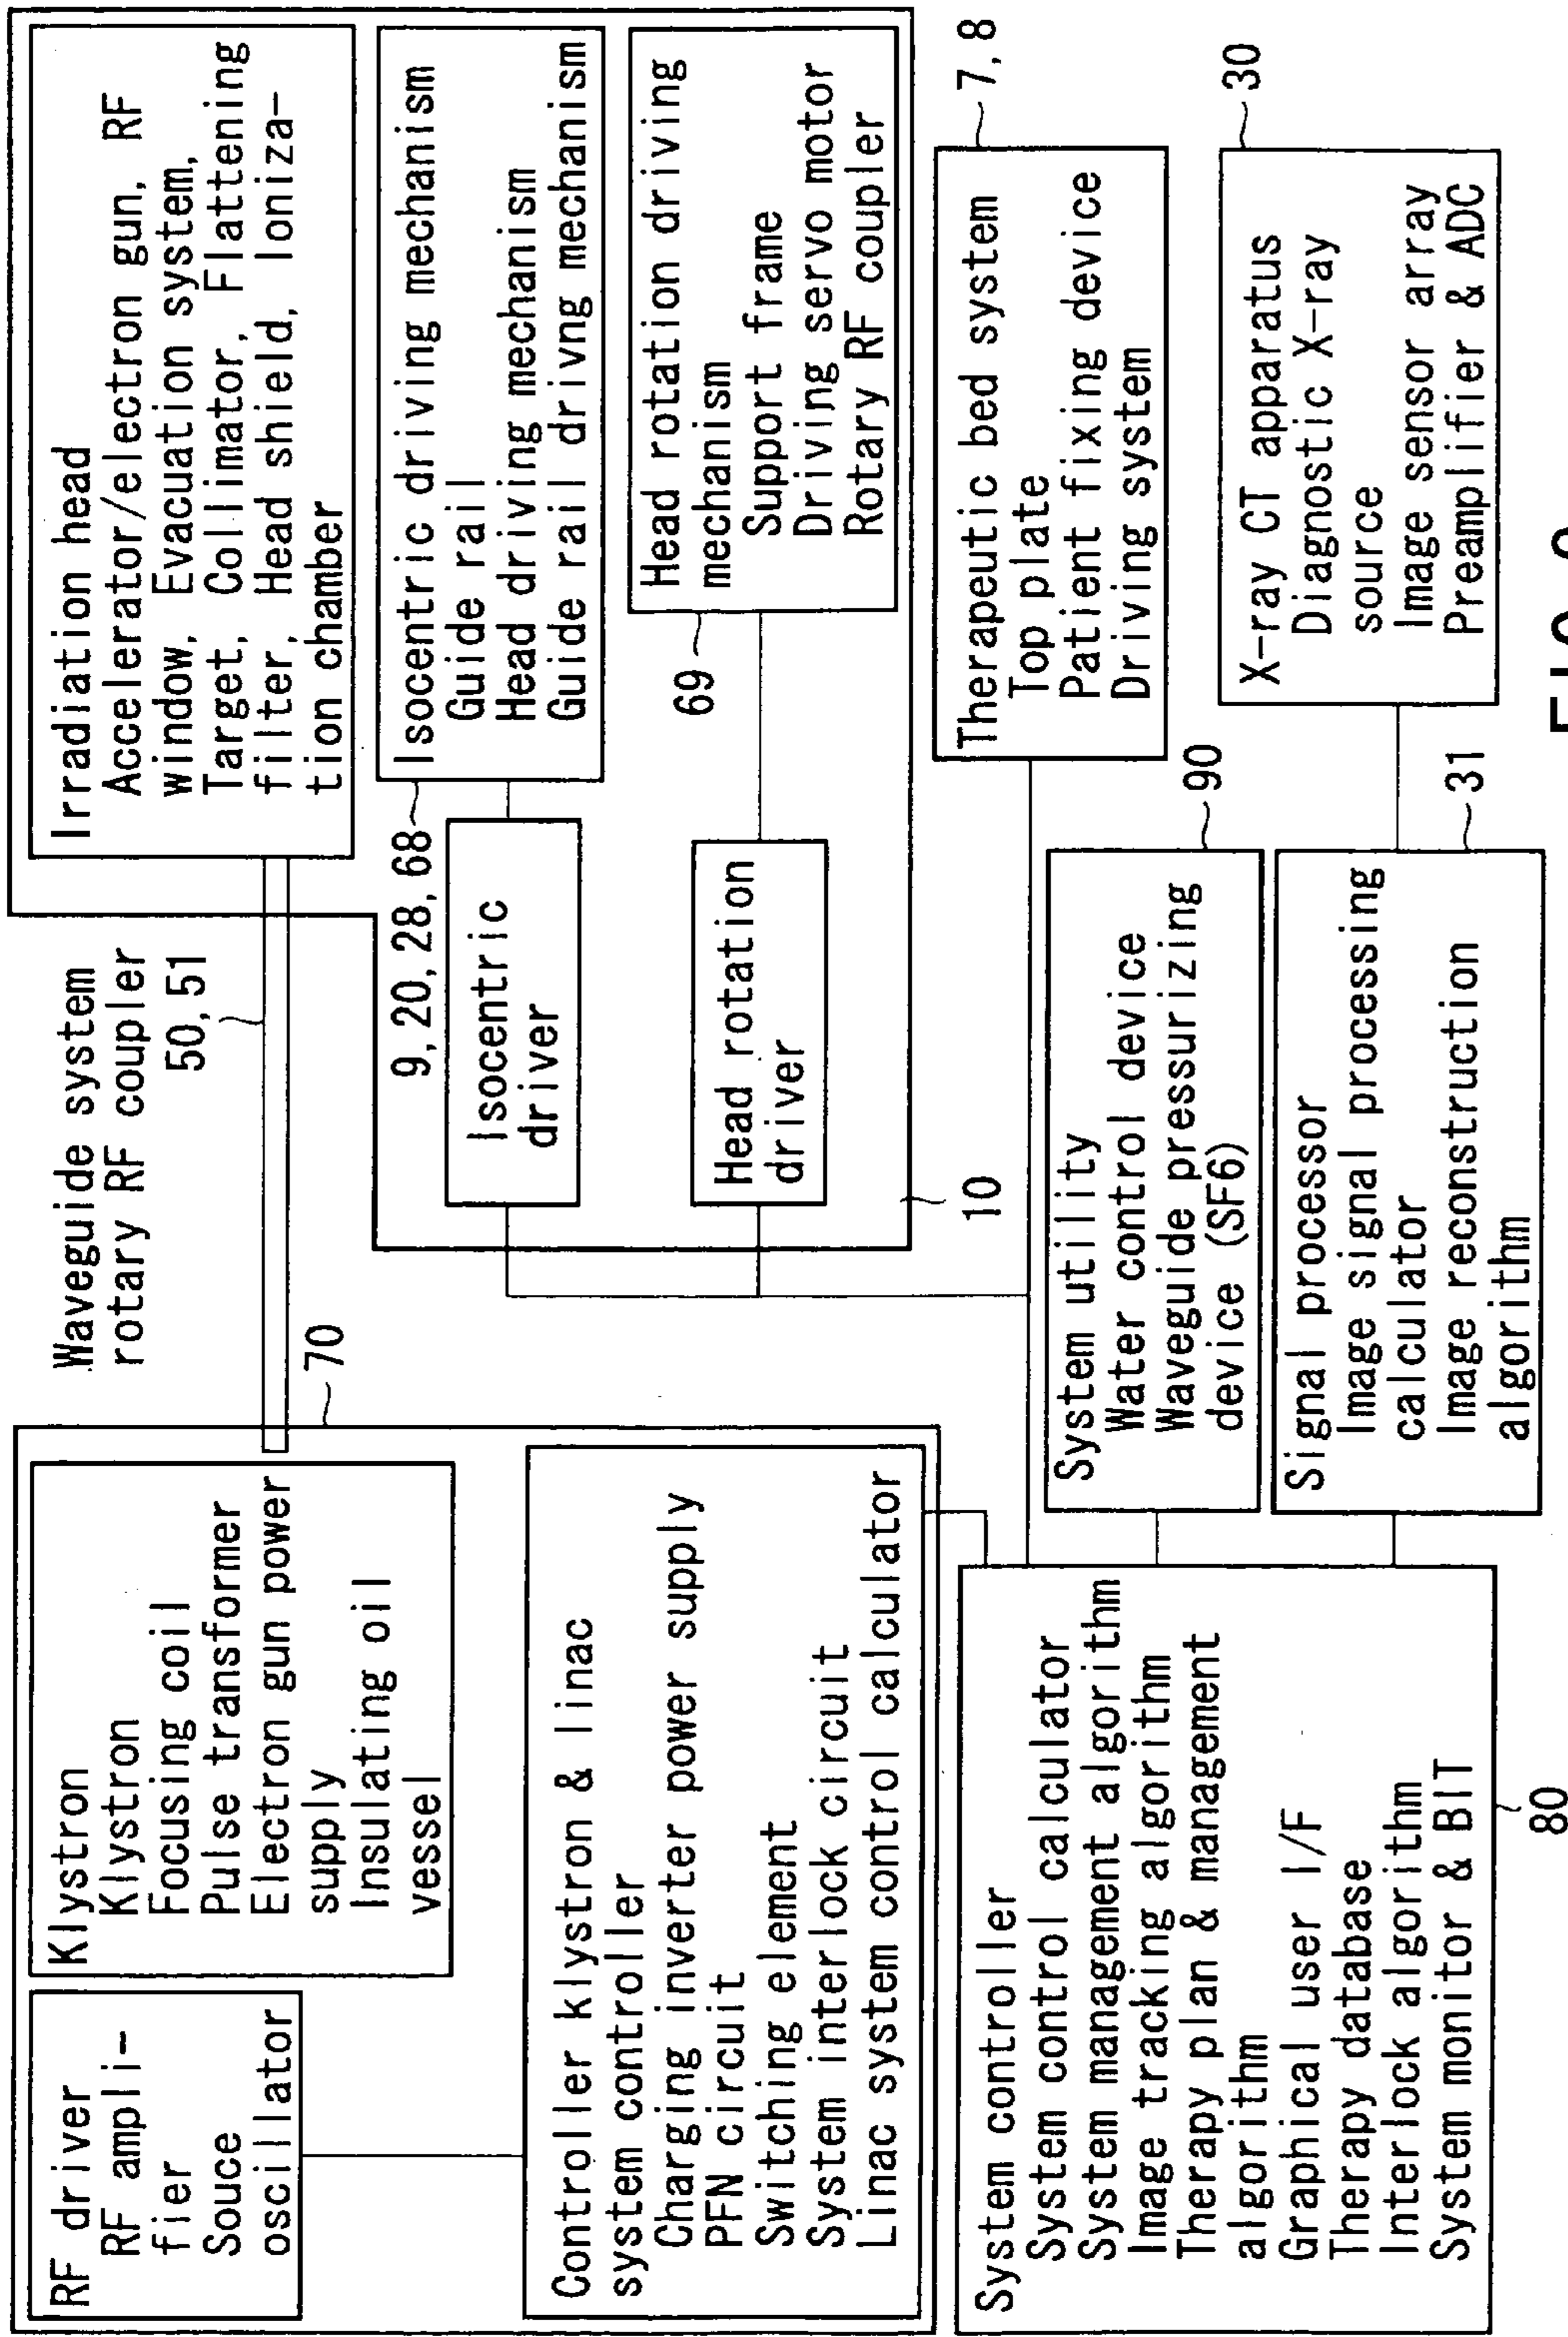 RF driver
RF ampli-
fier
Souce
oscillator
Klystron
Klystron
Focusing coil
Pulse transformer
Electron gun power
supply
Insulating oil
vessel
70
Controller klystron & linac
system controller
Charging inverter power supply
PFN circuit
Switching element
System interlock circuit
Linac system control calculator
Waveguide system
rotary RF coupler
50, 51
Irradiation head
Accelerator/electron gun, RF
window, Evacuation system,
Target, Collimator, Flattening
filter, Head shield, Ioniza-
tion chamber
9, 20, 28, 68
Isocentric
driver
Isocentric driving mechanism
Guide rail
Head driving mechanism
Guide rail drivng mechanism
Head rotation
driver
69
Head rotation driving
mechanism
Support frame
Driving servo motor
Rotary RF coupler
10
System controller
System control calculator
System management algorithm
Image tracking algorithm
Therapy plan & management
algorithm
Graphical user I/F
Therapy database
Interlock algorithm
System monitor & BIT
80
System utility
Water control device
Waveguide pressurizing
device (SF6)
90
Therapeutic bed system
Top plate
Patient fixing device
Driving system
7, 8
Signal processor
Image signal processing
calculator
Image reconstruction
algorithm
31
X-ray CT apparatus
Diagnostic X-ray
source
Image sensor array
Preamplifier & ADC
30